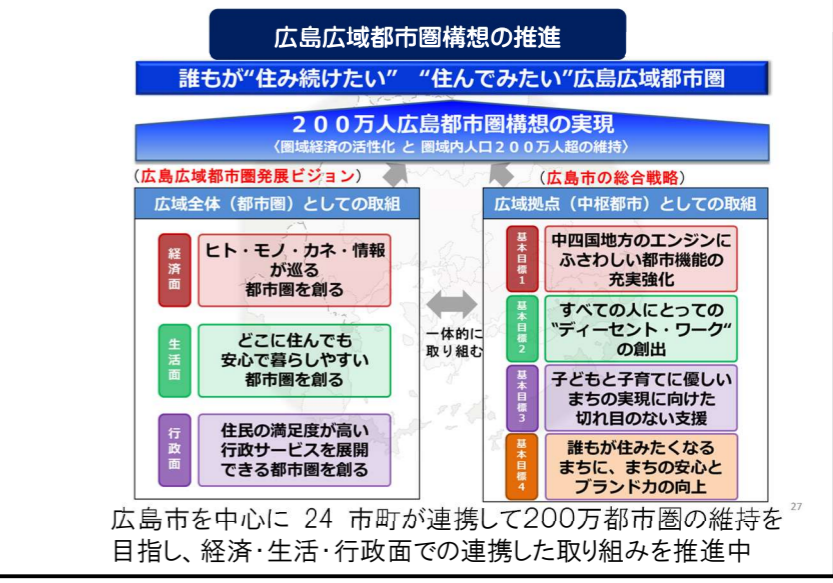 広島広域都市圏構想の推進
誰もが“住み続けたい” “住んでみたい”広島広域都市圏
２００万人広島都市圏構想の実現
〈圏域経済の活性化 と 圏域内人口２００万人超の維持〉
(広島広域都市圏発展ビジョン)
広域全体（都市圏）としての取組
経済面
ヒト・モノ・カネ・情報
が巡る
都市圏を創る
生活面
どこに住んでも
安心で暮らしやすい
都市圏を創る
行政面
住民の満足度が高い
行政サービスを展開
できる都市圏を創る
一体的に
取り組む
(広島市の総合戦略)
広域拠点（中枢都市）としての取組
基本目標1
中四国地方のエンジンに
ふさわしい都市機能の
充実強化
基本目標2
すべての人にとっての
“ディーセント・ワーク“
の創出
基本目標3
子どもと子育てに優しい
まちの実現に向けた
切れ目のない支援
基本目標4
誰もが住みたくなる
まちに、まちの安心と
ブランド力の向上
27
広島市を中心に 24 市町が連携して200万都市圏の維持を
目指し、経済・生活・行政面での連携した取り組みを推進中